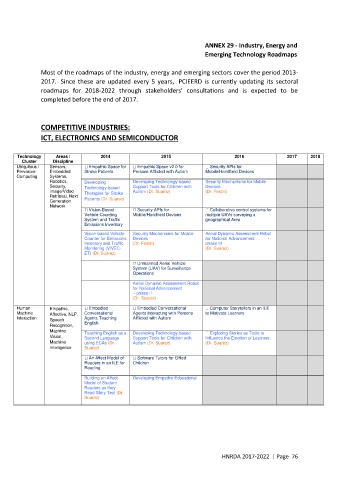 ANNEX 29 - Industry, Energy and
Emerging Technology Roadmaps
Most of the roadmaps of the industry, energy and emerging sectors cover the period 2013-
2017. Since these are updated every 5 years, PCIEERD is currently updating its sectoral
roadmaps for 2018-2022 through stakeholders' consultations and is expected to be
completed before the end of 2017.
COMPETITIVE INDUSTRIES:
ICT, ELECTRONICS AND SEMICONDUCTOR
Technology Cluster
Areas / Discipline
2014
2015
2016
2017
2018
Ubiquitous /
Pervasive
Computing
Sensors,
Embedded
Systems,
Robotics,
Security,
Image/Video
Retrieval, Next
Generation
Network
□ Empathic Space for
Stroke Patients
□ Empathic Space v2.0 for
Persons Afflicted with Autism
□ Security APIs for
Mobile/Handheld Devices
Developing
Technology-based
Therapies for Stroke
Patients (Dr. Suarez)
Developing Technology-based
Support Tools for Children with
Autism (Dr. Suarez)
Security Mechanisms for Mobile
Devices
(Dr. Festin)
□ Vision-Based
Vehicle Counting
System and Traffic
Emissions Inventory
□ Security APIs for
Mobile/Handheld Devices
□ Collaborative control systems for
multiple UAVs surveying a
geographical Area
Vision-based Vehicle
Counter for Emissions
Inventory and Traffic
Monitoring (VIVECI-
ET) (Dr. Suarez)
Security Mechanisms for Mobile
Devices
(Dr. Festin)
Aerial Dynamic Assessment Robot
for National Advancement -
phase III
(Dr. Suarez)
□ Unmanned Aerial Vehicle
System (UAV) for Surveillance
Operations
Aerial Dynamic Assessment Robot
for National Advancement
- phase II
(Dr. Suarez)
Human
Machine
Interaction
Empathic,
Affective, NLP,
Speech
Recognition,
Machine
Vision,
Machine
Intelligence
□ Embodied
Conversational
Agents Teaching
English
□ Embodied Conversational
Agents Interacting with Persons
Afflicted with Autism
□ Computer Storytellers in an ILE
to Motivate Learners
Teaching English as a
Second Language
using ECAs (Dr.
Suarez)
Developing Technology-based
Support Tools for Children with
Autism (Dr. Suarez)
Exploring Stories as Tools to
Influence the Emotion of Learners
(Dr. Suarez)
□ An Affect Model of
Readers in an ILE for
Reading
□ Software Tutors for Gifted
Children
Building an Affect
Model of Student
Readers as they
Read Story Text (Dr.
Suarez)
Developing Empathic Educational
HNRDA 2017-2022 | Page 76